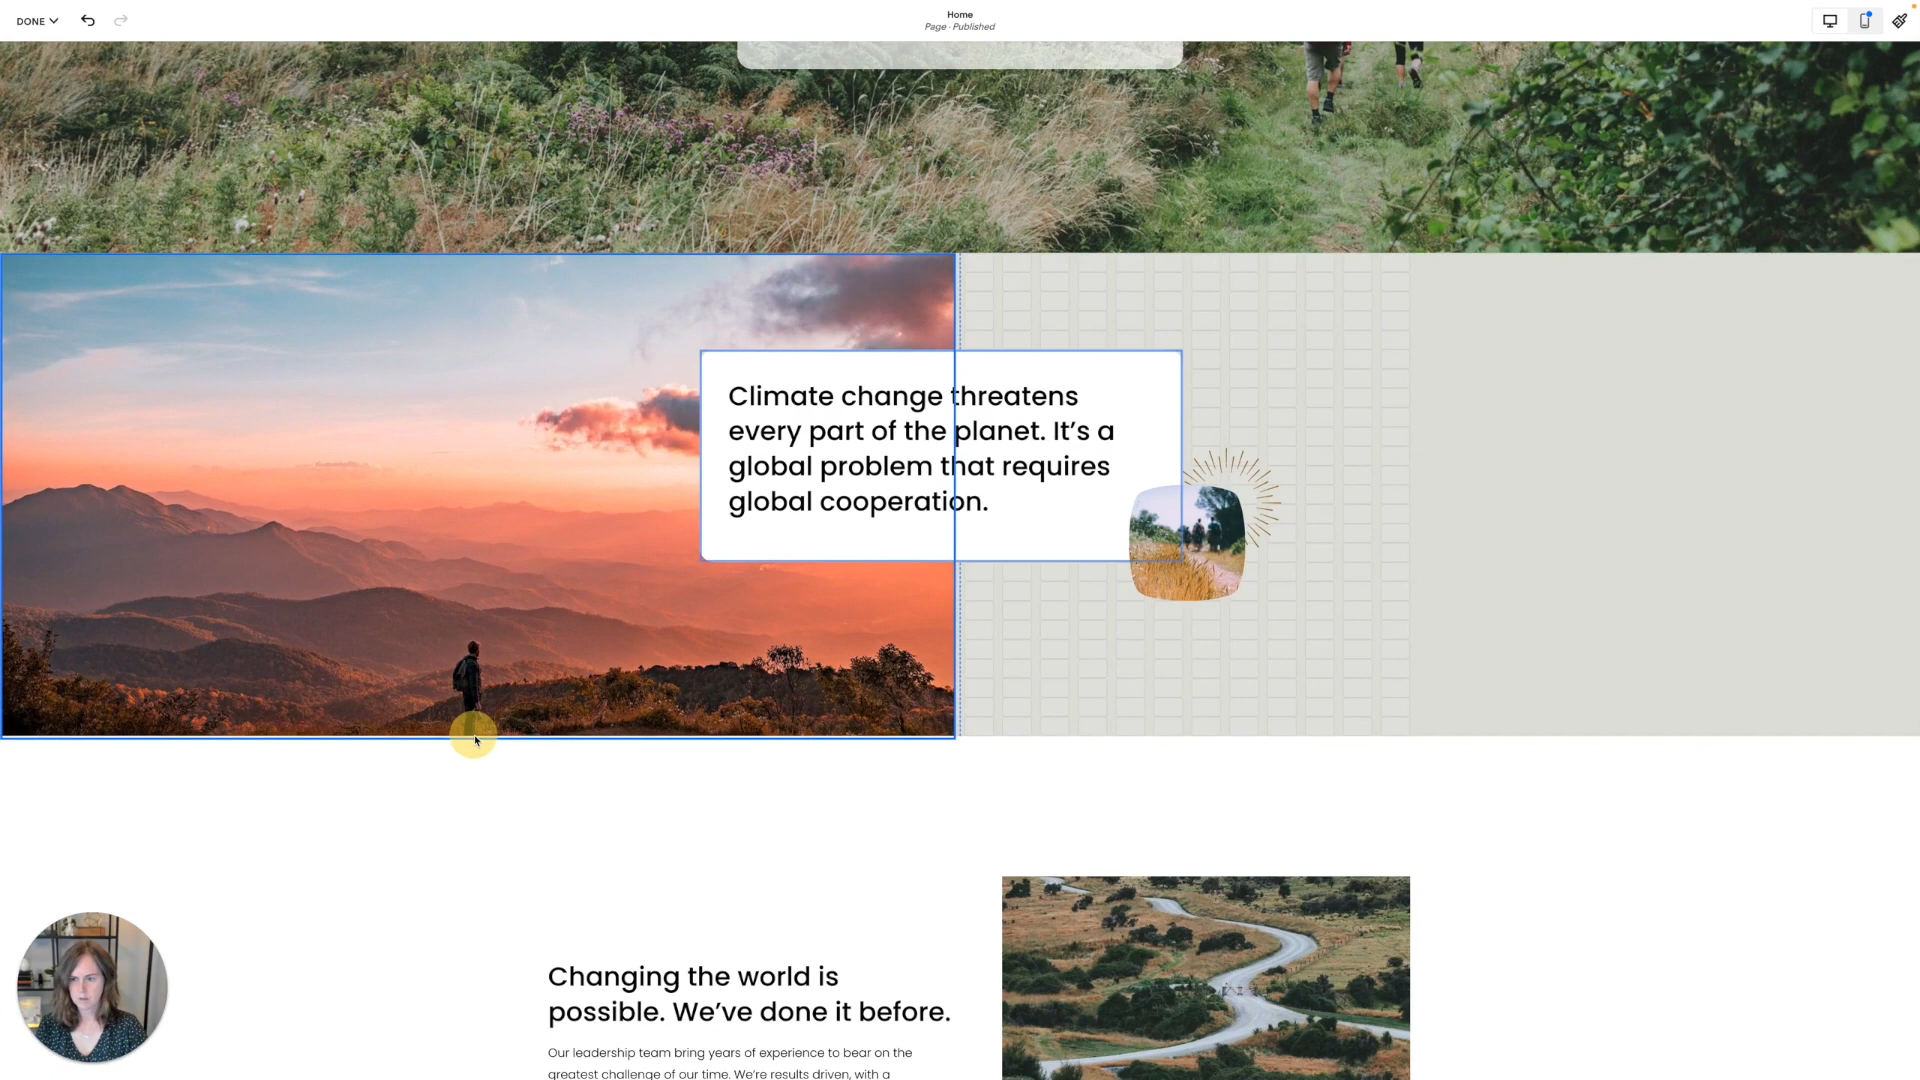 DONE
Home
Page · Published
Climate change threatens
every part of the planet. It’s a
global problem that requires
global cooperation.
Changing the world is
possible. We’ve done it before.
Our leadership team bring years of experience to bear on the
greatest challenge of our time. We’re results driven, with a